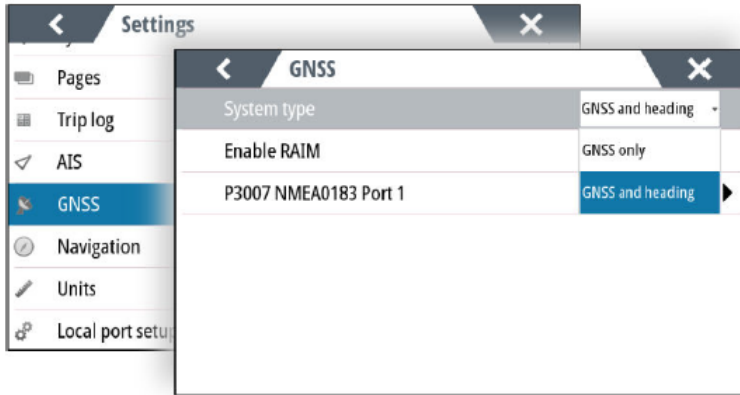 Settings
Pages
Trip log
AIS
GNSS
Navigation
Units
Local port setup
GNSS
System type
GNSS and heading
Enable RAIM
GNSS only
P3007 NMEA0183 Port 1
GNSS and heading